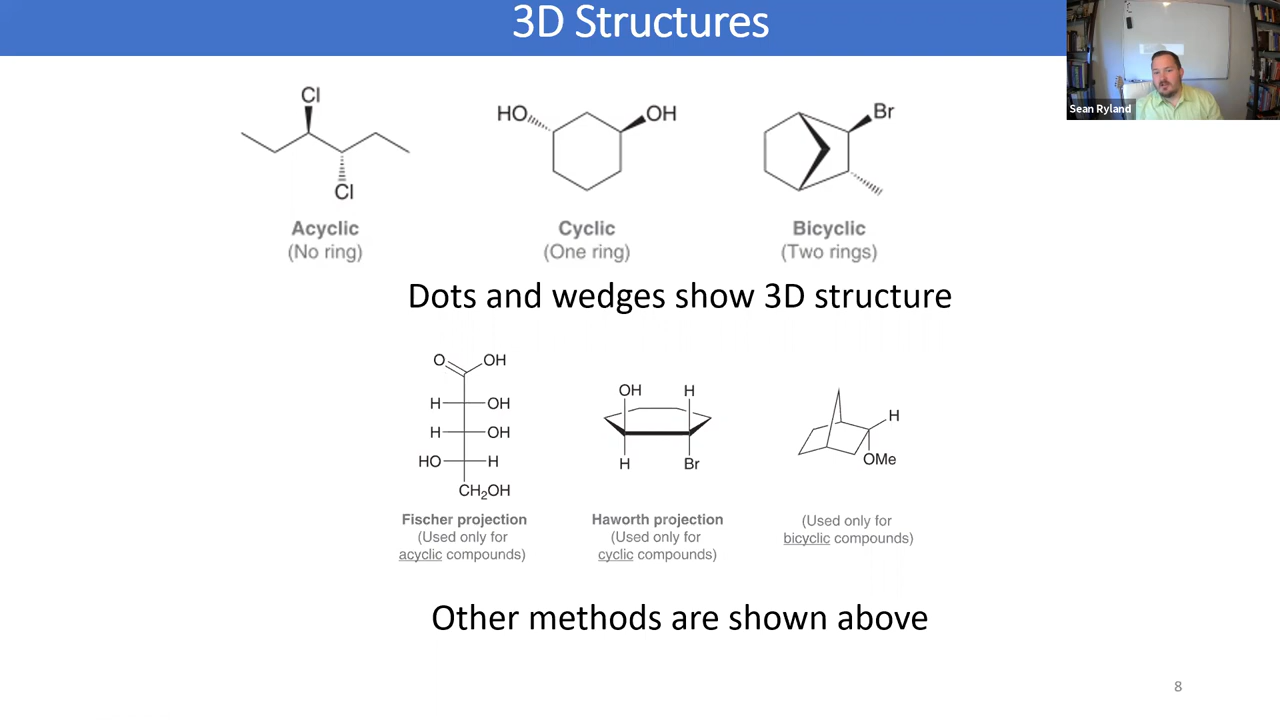 3D Structures
Sean Ryland
Cl
Cl
Acyclic
(No ring)
HO
OH
Cyclic
(One ring)
Br
Bicyclic
(Two rings)
Dots and wedges show 3D structure
O OH
H OH
H OH
HO H
CH₂OH
Fischer projection
(Used only for
acyclic compounds)
OH H
H Br
Haworth projection
(Used only for
cyclic compounds)
H
OMe
(Used only for
bicyclic compounds)
Other methods are shown above
8